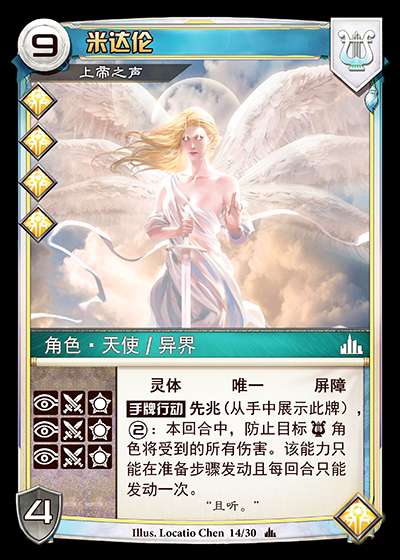 9
米达伦
上帝之声
角色·天使/异界
灵体 唯一 屏障
手牌行动 先兆(从手中展示此牌),
②:本回合中,防止目标 角
色将受到的所有伤害。该能力只
能在准备步骤发动且每回合只能
发动一次。
“且听。”
4
Illus. Locatio Chen 14/30